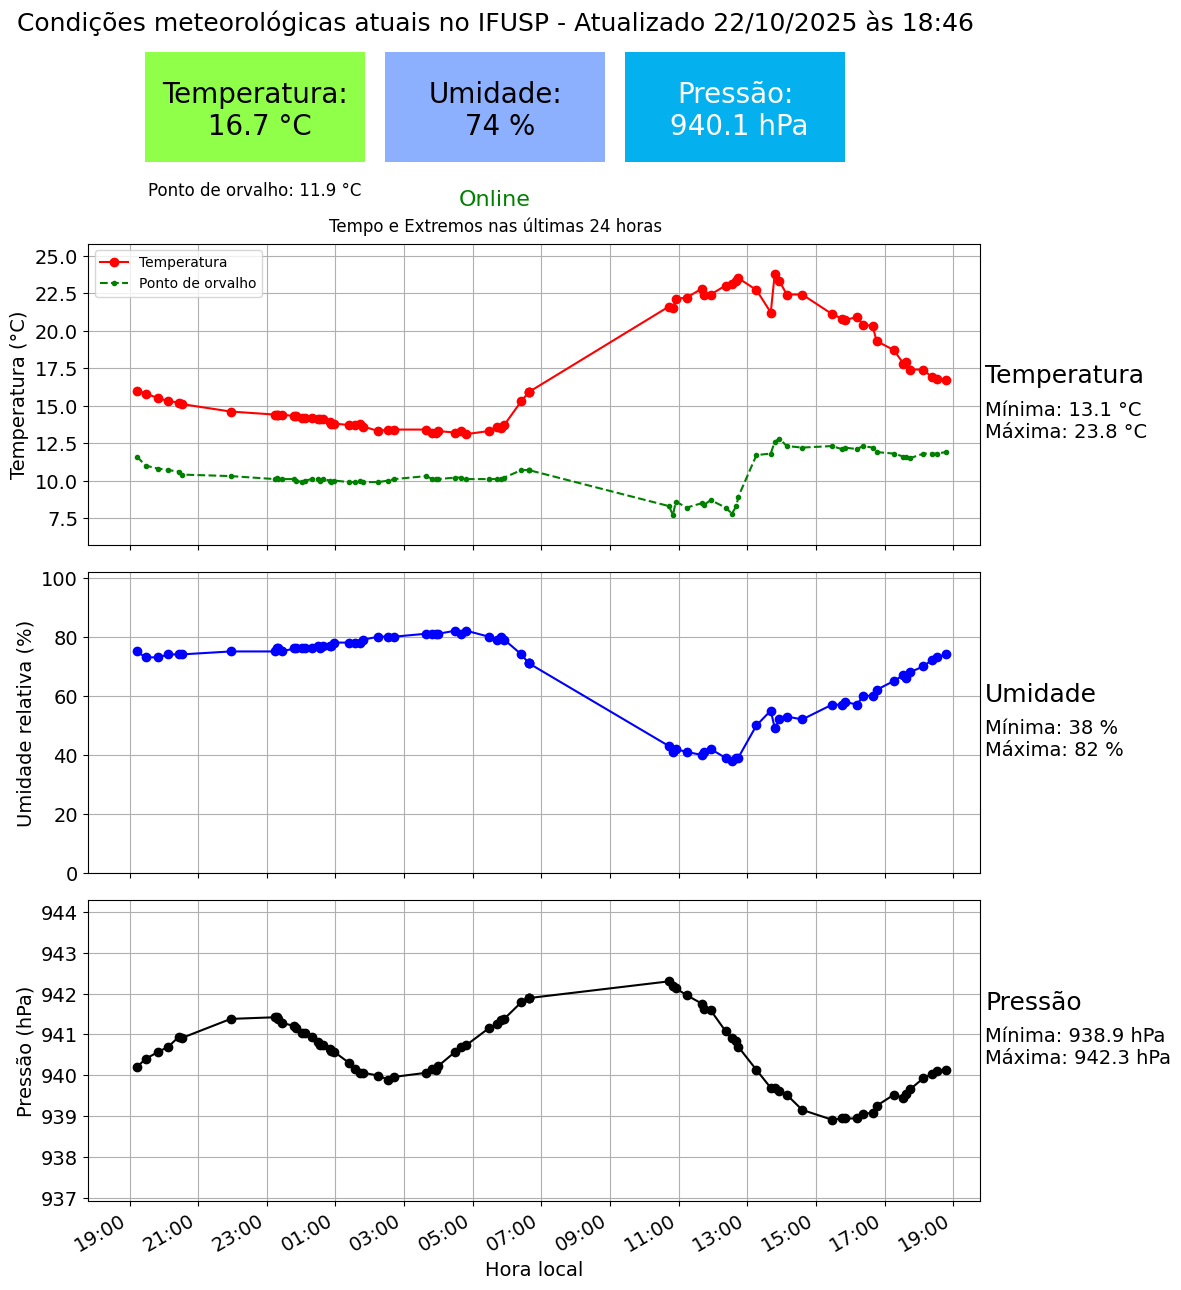 Condições meteorológicas atuais no IFUSP - Atualizado 22/10/2025 às 18:46
Temperatura:
16.7 °C
Umidade:
74 %
Pressão:
940.1 hPa
Ponto de orvalho: 11.9 °C
Online
Tempo e Extremos nas últimas 24 horas
Temperatura (°C)
25.0
22.5
20.0
17.5
15.0
12.5
10.0
7.5
Temperatura
Ponto de orvalho
Temperatura
Mínima: 13.1 °C
Máxima: 23.8 °C
Umidade relativa (%)
100
80
60
40
20
0
Umidade
Mínima: 38 %
Máxima: 82 %
Pressão (hPa)
944
943
942
941
940
939
938
937
Pressão
Mínima: 938.9 hPa
Máxima: 942.3 hPa
19:00
21:00
23:00
01:00
03:00
05:00
07:00
09:00
11:00
13:00
15:00
17:00
19:00
Hora local